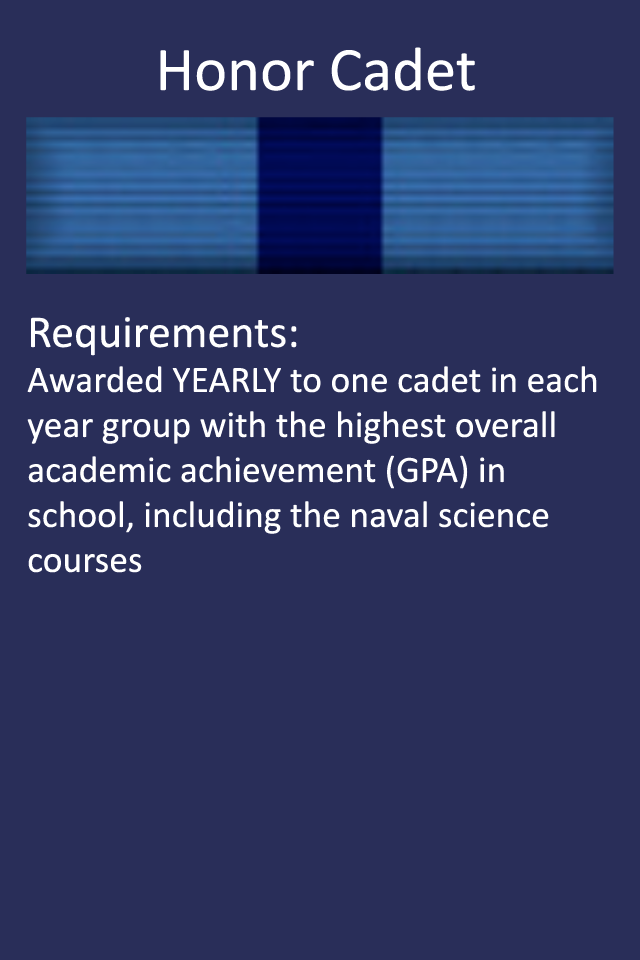 Honor Cadet
Requirements:
Awarded YEARLY to one cadet in each
year group with the highest overall
academic achievement (GPA) in
school, including the naval science
courses